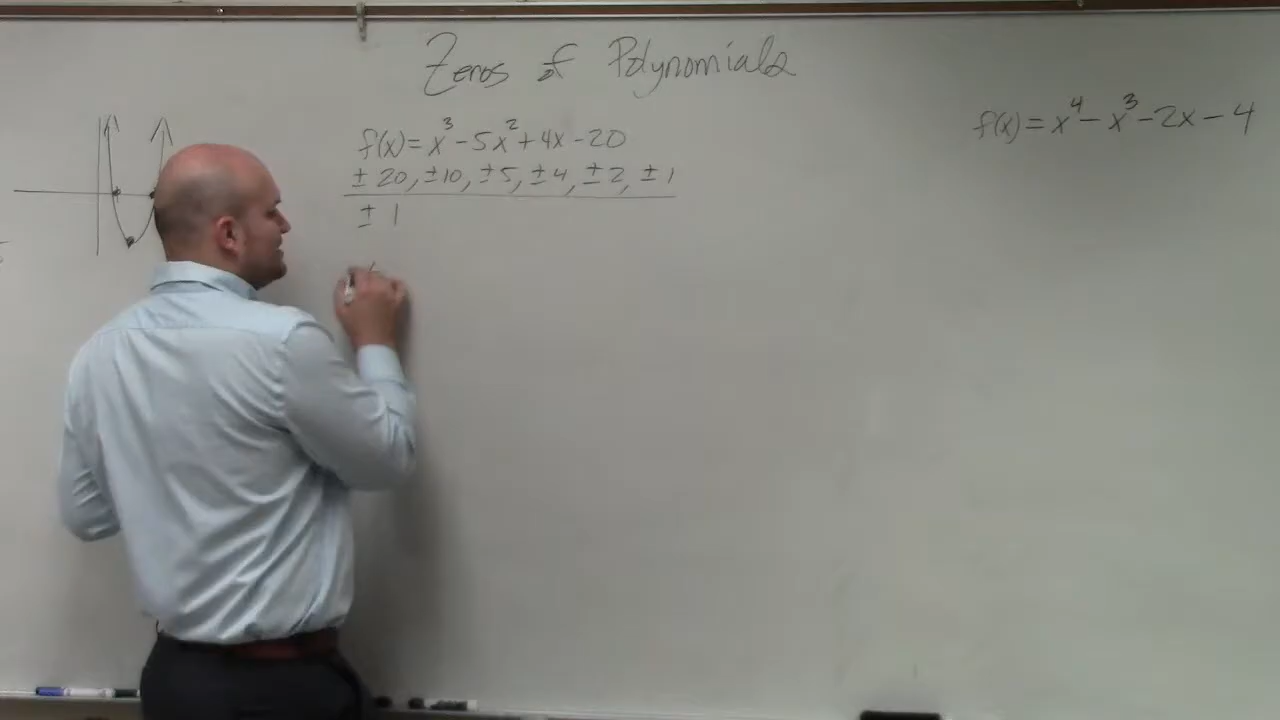 Zeros of Polynomials
f(x) = x³ - 5x² + 4x - 20
± 20, ± 10, ± 5, ± 4, ± 2, ± 1
± 1
f(x) = x⁴ - x³ - 2x - 4